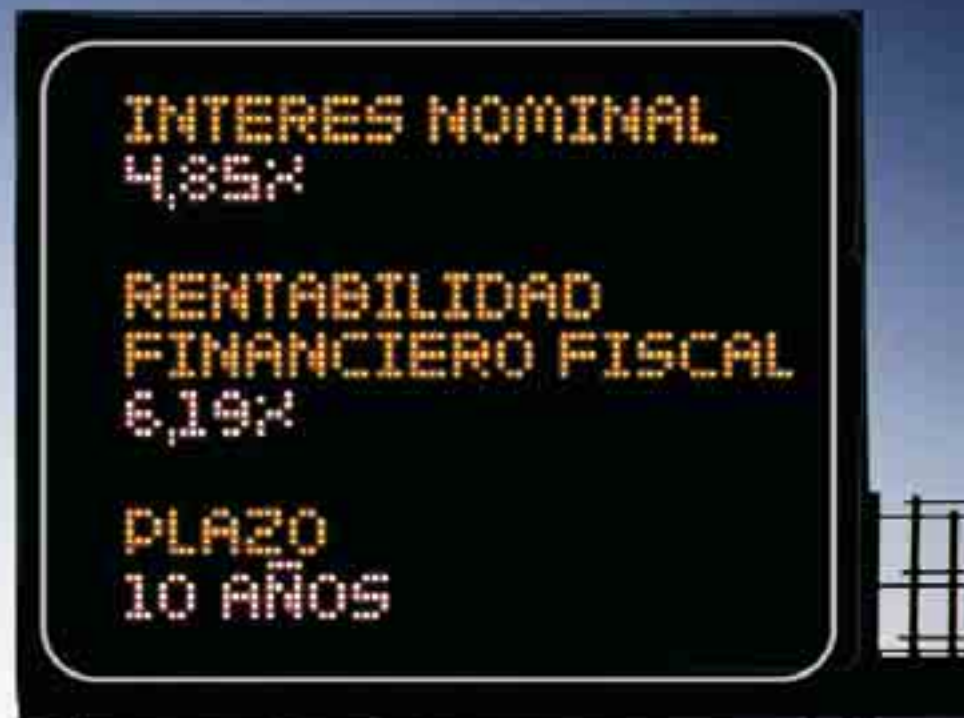 INTERES NOMINAL
4,85%
RENTABILIDAD
FINANCIERO FISCAL
6,19%
PLAZO
10 AÑOS